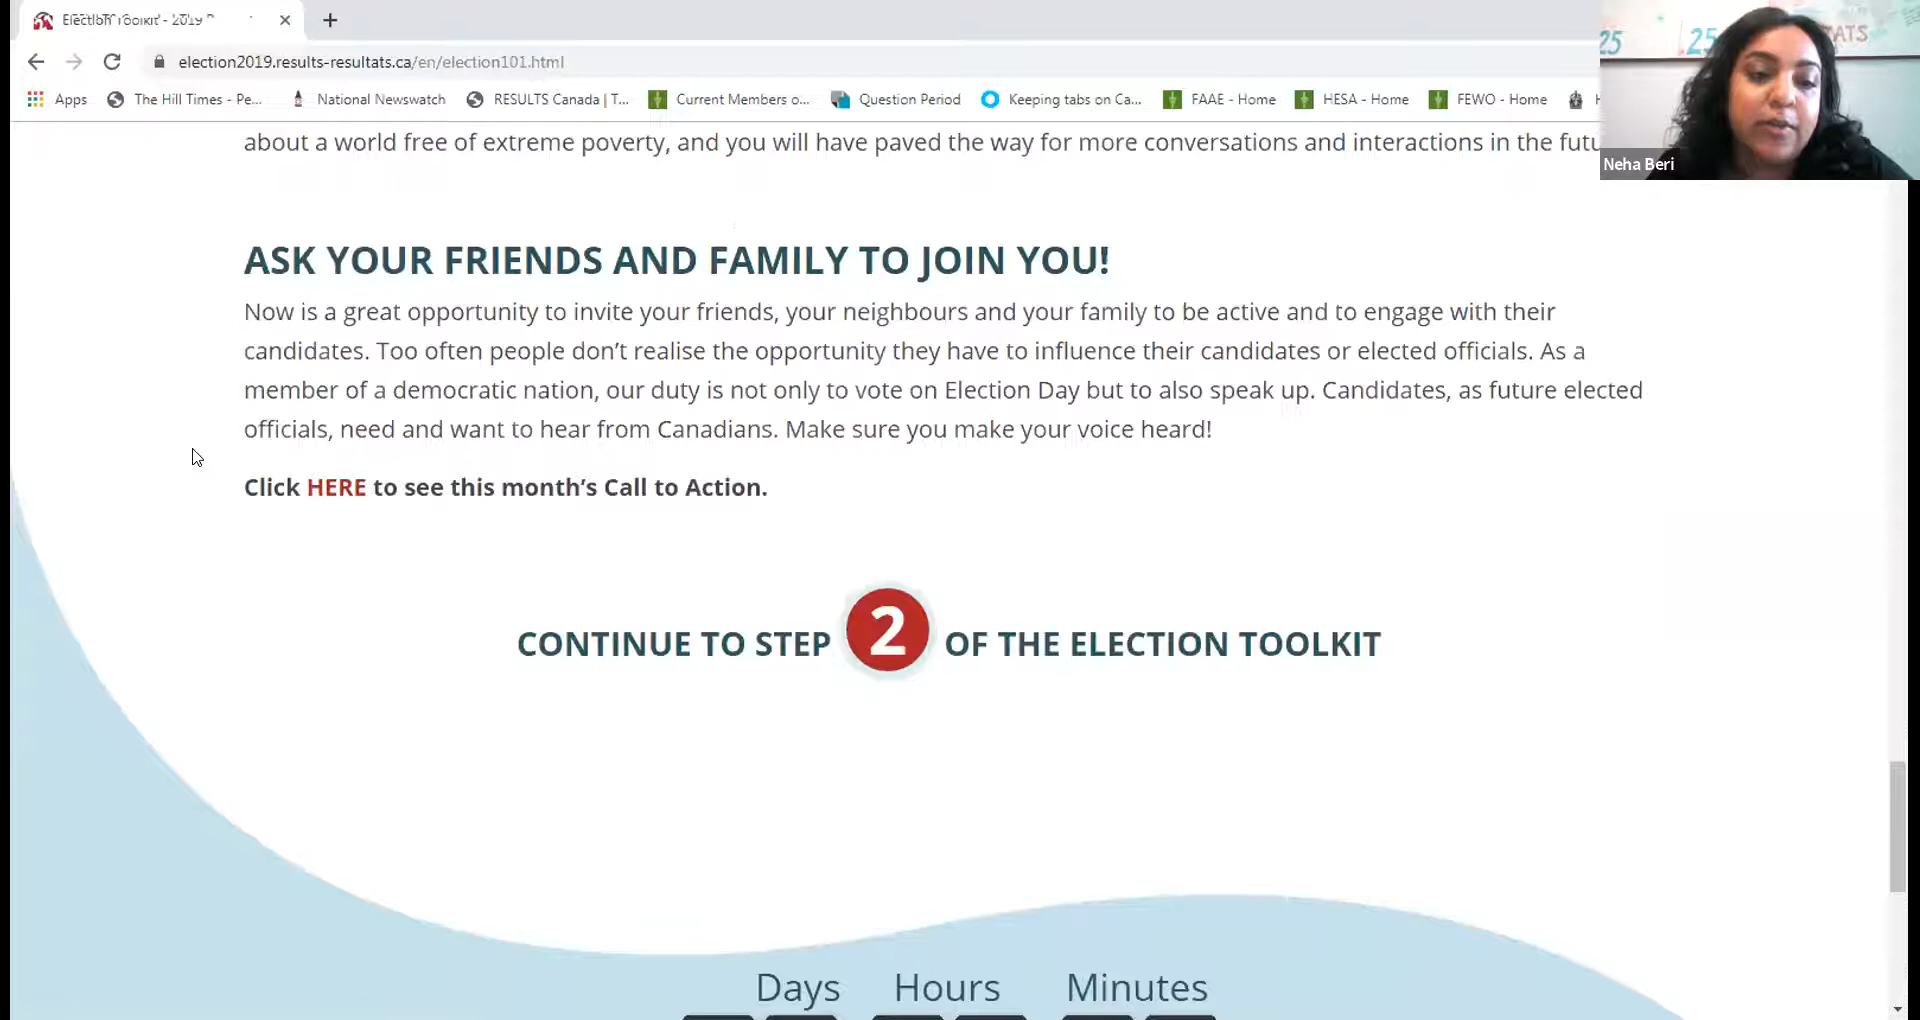 Election Toolkit - 2019
election2019.results-resultats.ca/en/election101.html
Apps
The Hill Times - Pe...
National Newswatch
RESULTS Canada | T...
Current Members o...
Question Period
Keeping tabs on Ca...
FAAE - Home
HESA - Home
FEWO - Home
25
25
ATS
Neha Beri
about a world free of extreme poverty, and you will have paved the way for more conversations and interactions in the futu
ASK YOUR FRIENDS AND FAMILY TO JOIN YOU!
Now is a great opportunity to invite your friends, your neighbours and your family to be active and to engage with their
candidates. Too often people don’t realise the opportunity they have to influence their candidates or elected officials. As a
member of a democratic nation, our duty is not only to vote on Election Day but to also speak up. Candidates, as future elected
officials, need and want to hear from Canadians. Make sure you make your voice heard!
Click HERE to see this month’s Call to Action.
CONTINUE TO STEP 2 OF THE ELECTION TOOLKIT
Days Hours Minutes